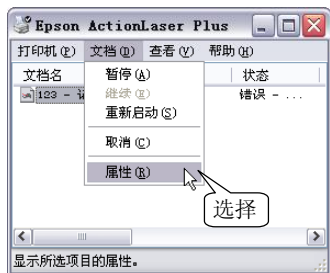 Epson ActionLaser Plus
打印机(P) 文档(D) 查看(V) 帮助(H)
文档名 状态
123 - 错误 - ...
暂停(A)
继续(E)
重新启动(S)
取消(C)
属性(R)
选择
显示所选项目的属性。